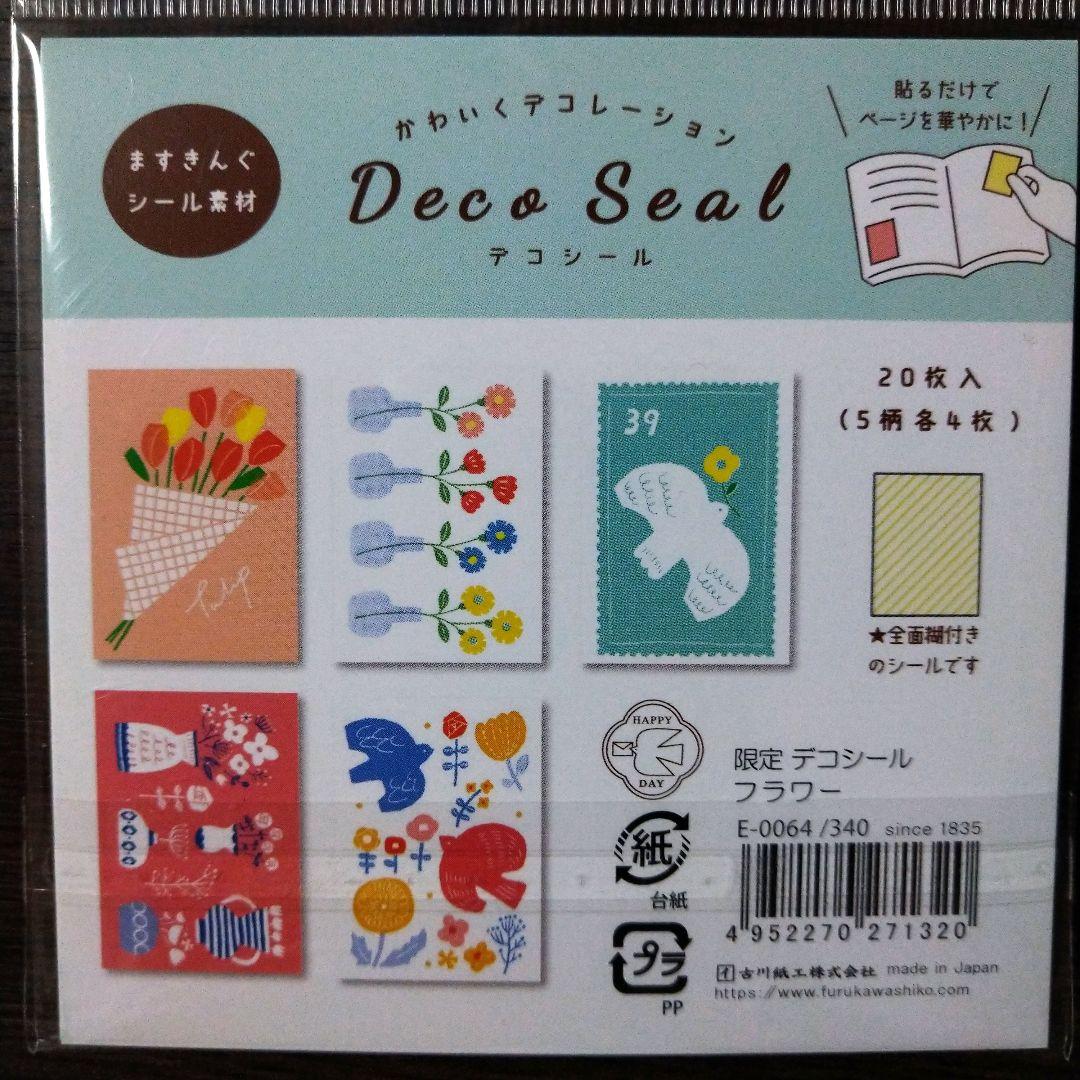 ますきんぐ
シール素材
かわいくデコレーション
Deco Seal
デコシール
貼るだけで
ページを華やかに!
20枚入
(5柄各4枚)
★全面糊付き
のシールです
Tulip
39
HAPPY
DAY
限定 デコシール
フラワー
E-0064 /340 since 1835
紙
台紙
プラ
PP
4 952270 271320
古川紙工株式会社 made in Japan
https://www.furukawashiko.com